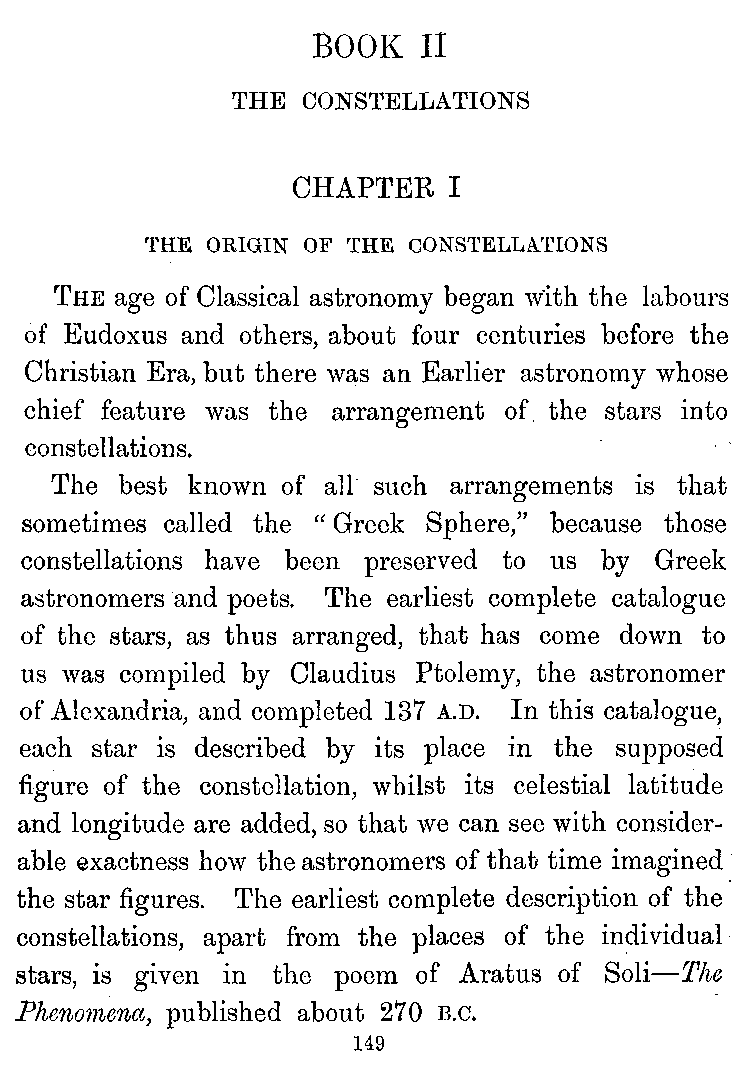 BOOK II
THE CONSTELLATIONS
CHAPTER I
THE ORIGIN OF THE CONSTELLATIONS
THE age of Classical astronomy began with the labours
of Eudoxus and others, about four centuries before the
Christian Era, but there was an Earlier astronomy whose
chief feature was the arrangement of the stars into
constellations.
The best known of all such arrangements is that
sometimes called the “Greek Sphere,” because those
constellations have been preserved to us by Greek
astronomers and poets. The earliest complete catalogue
of the stars, as thus arranged, that has come down to
us was compiled by Claudius Ptolemy, the astronomer
of Alexandria, and completed 137 A.D. In this catalogue,
each star is described by its place in the supposed
figure of the constellation, whilst its celestial latitude
and longitude are added, so that we can see with consider-
able exactness how the astronomers of that time imagined
the star figures. The earliest complete description of the
constellations, apart from the places of the individual
stars, is given in the poem of Aratus of Soli—The
Phenomena, published about 270 B.C.
149